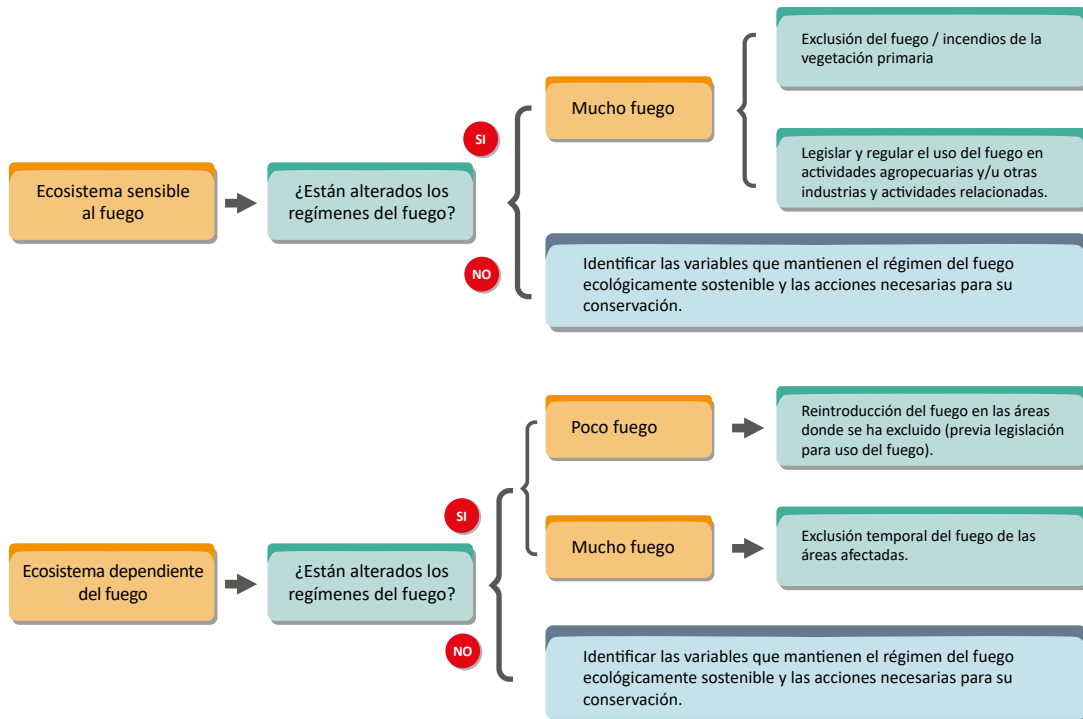 Ecosistema sensible
al fuego
¿Están alterados los
regímenes del fuego?
SI
NO
Mucho fuego
Exclusión del fuego / incendios de la
vegetación primaria
Legislar y regular el uso del fuego en
actividades agropecuarias y/u otras
industrias y actividades relacionadas.
Identificar las variables que mantienen el régimen del fuego
ecológicamente sostenible y las acciones necesarias para su
conservación.
Ecosistema dependiente
del fuego
¿Están alterados los
regímenes del fuego?
SI
NO
Poco fuego
Reintroducción del fuego en las áreas
donde se ha excluido (previa legislación
para uso del fuego).
Mucho fuego
Exclusión temporal del fuego de las
áreas afectadas.
Identificar las variables que mantienen el régimen del fuego
ecológicamente sostenible y las acciones necesarias para su
conservación.